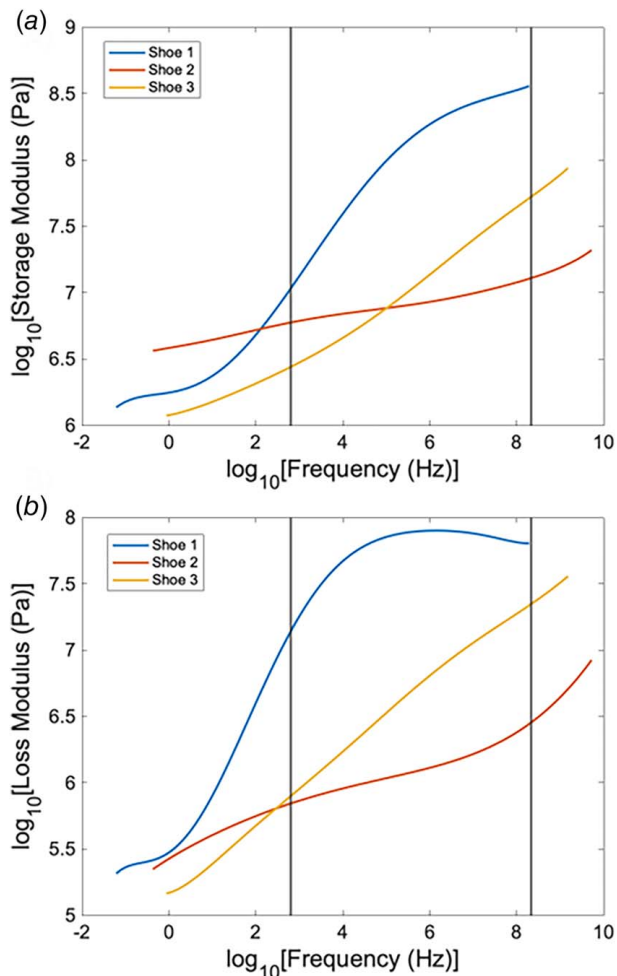 (a)
9
8.5
8
7.5
7
6.5
6
log10[Storage Modulus (Pa)]
Shoe 1
Shoe 2
Shoe 3
-2 0 2 4 6 8 10
log10[Frequency (Hz)]
(b)
8
7.5
7
6.5
6
5.5
5
log10[Loss Modulus (Pa)]
Shoe 1
Shoe 2
Shoe 3
-2 0 2 4 6 8 10
log10[Frequency (Hz)]